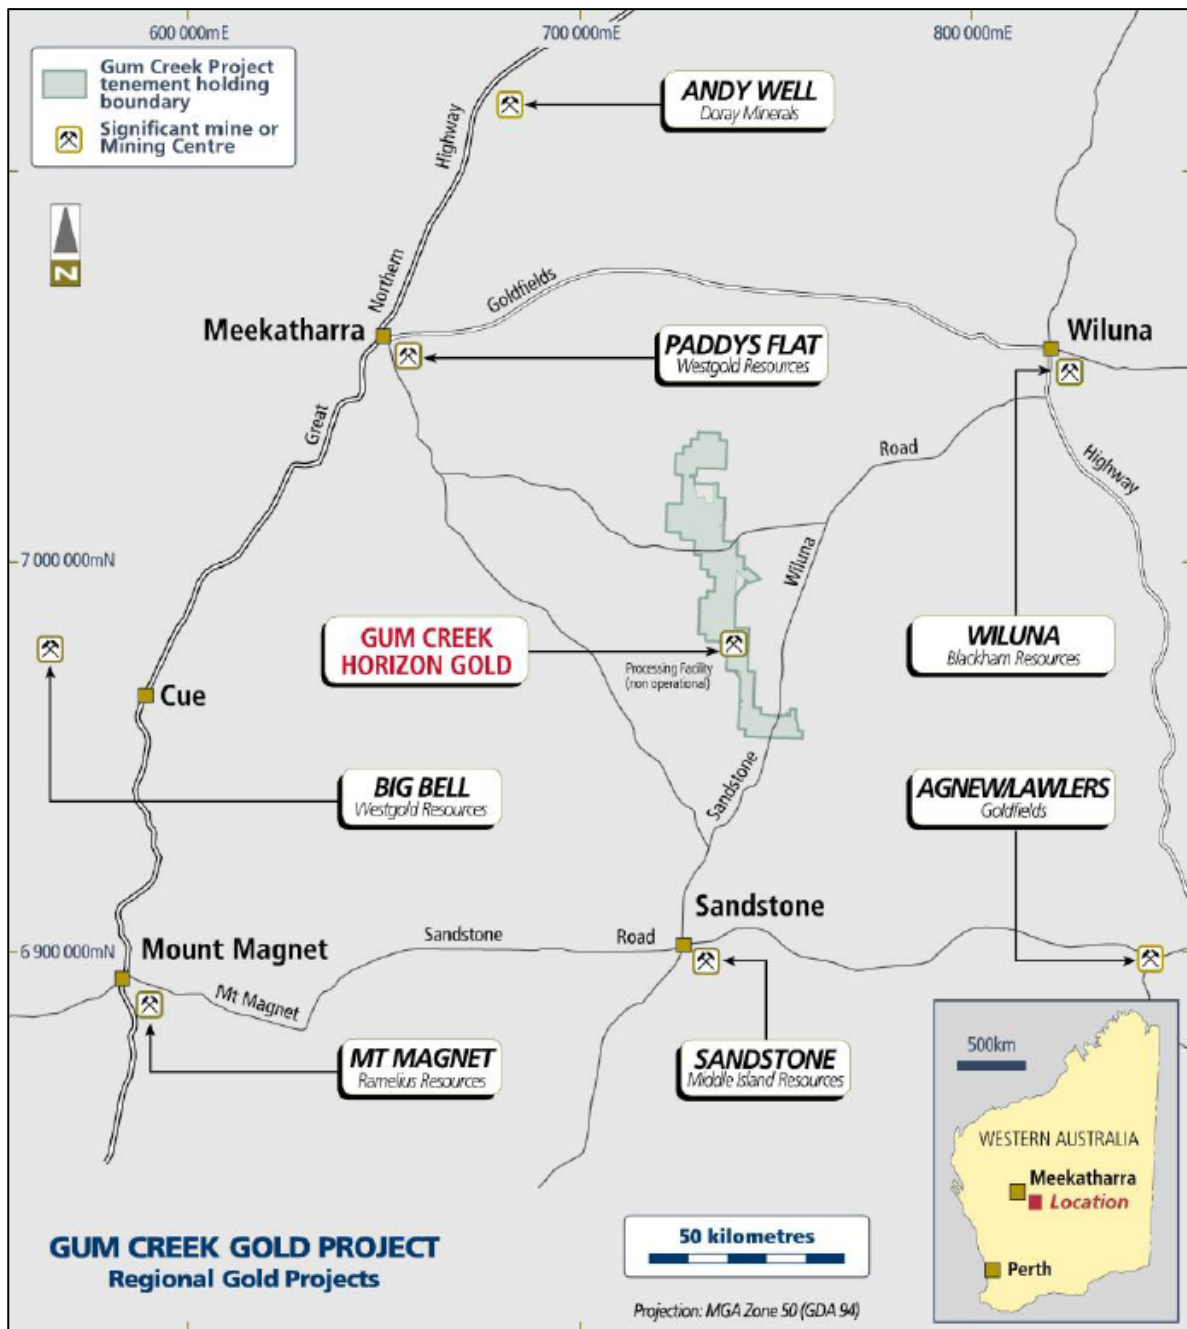 600 000mE
700 000mE
800 000mE
Gum Creek Project
tenement holding
boundary
Significant mine or
Mining Centre
N
ANDY WELL
Doray Minerals
Highway
Northern
Goldfields
Meekatharra
Wiluna
PADDYS FLAT
Westgold Resources
Great
Road
Highway
7 000 000mN
Wiluna
GUM CREEK
HORIZON GOLD
Processing Facility
(non operational)
WILUNA
Blackham Resources
Cue
BIG BELL
Westgold Resources
Sandstone
AGNEW/LAWLERS
Goldfields
Sandstone
Mount Magnet
Sandstone
Road
6 900 000mN
Mt Magnet
MT MAGNET
Ramelius Resources
SANDSTONE
Middle Island Resources
500km
WESTERN AUSTRALIA
Meekatharra
Location
Perth
GUM CREEK GOLD PROJECT
Regional Gold Projects
50 kilometres
Projection: MGA Zone 50 (GDA 94)